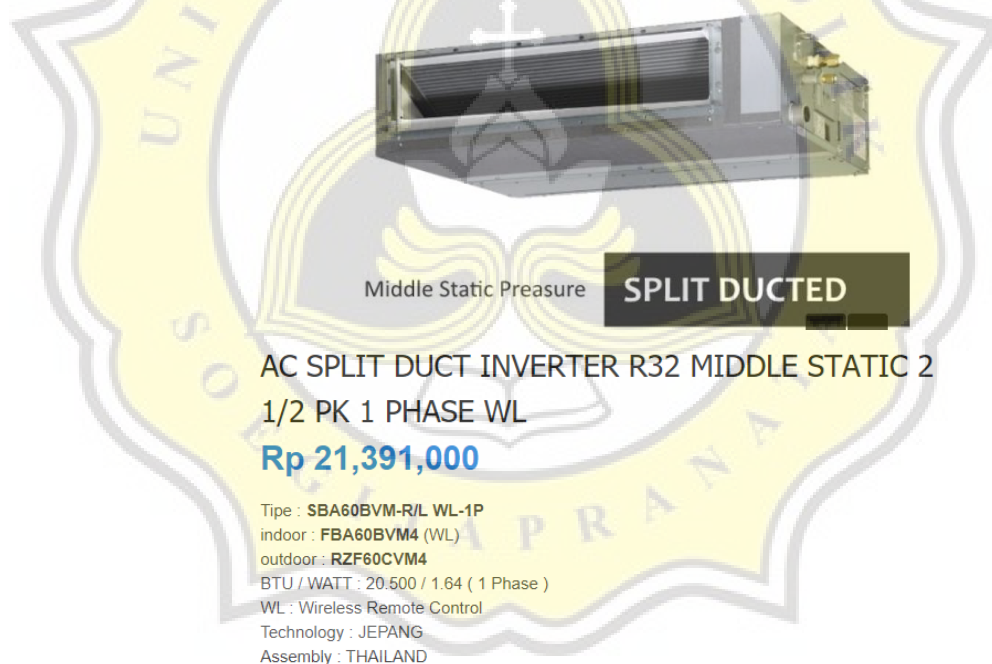 Middle Static Preasure
SPLIT DUCTED
AC SPLIT DUCT INVERTER R32 MIDDLE STATIC 2
1/2 PK 1 PHASE WL
Rp 21,391,000
Tipe : SBA60BVM-R/L WL-1P
indoor : FBA60BVM4 (WL)
outdoor : RZF60CVM4
BTU / WATT : 20.500 / 1.64 ( 1 Phase )
WL : Wireless Remote Control
Technology : JEPANG
Assembly : THAILAND
UNI
SOEGIJAPRANATA